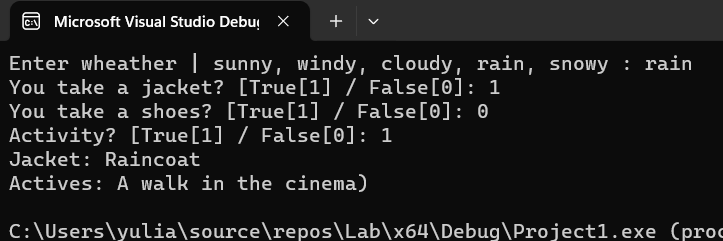 Microsoft Visual Studio Debug
Enter wheather | sunny, windy, cloudy, rain, snowy : rain
You take a jacket? [True[1] / False[0]: 1
You take a shoes? [True[1] / False[0]: 0
Activity? [True[1] / False[0]: 1
Jacket: Raincoat
Actives: A walk in the cinema)
C:\Users\yulia\source\repos\Lab\x64\Debug\Project1.exe